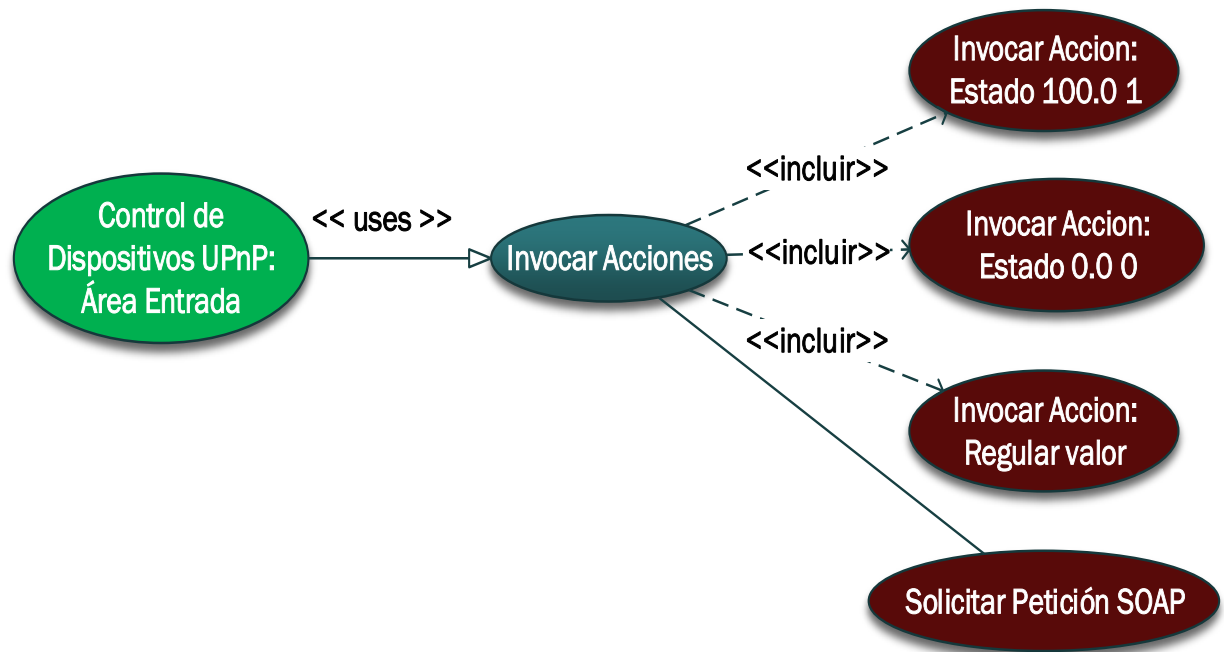 Control de
Dispositivos UPnP:
Área Entrada
<< uses >>
Invocar Acciones
<<incluir>>
<<incluir>>
<<incluir>>
Invocar Accion:
Estado 100.0 1
Invocar Accion:
Estado 0.0 0
Invocar Accion:
Regular valor
Solicitar Petición SOAP